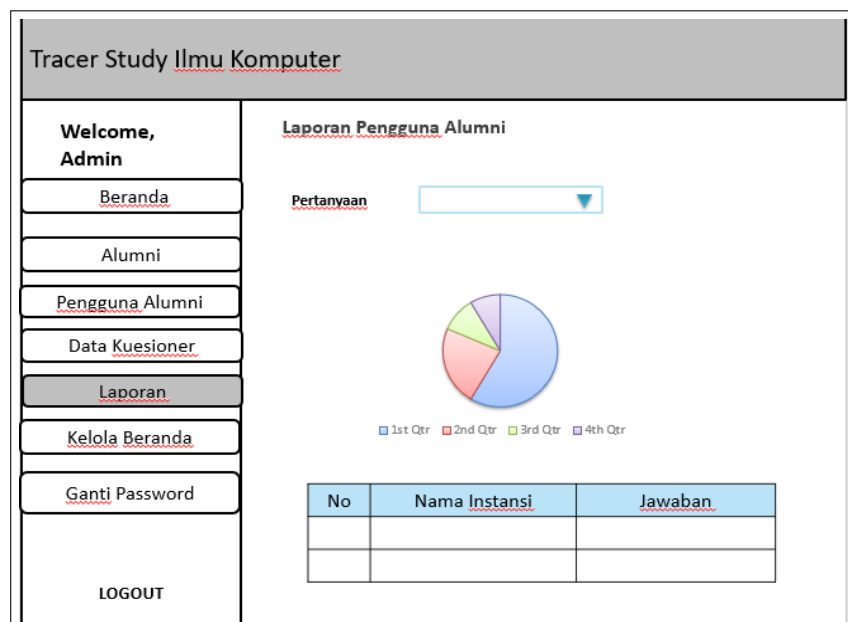 Tracer Study Ilmu Komputer
Welcome,
Admin
Beranda
Alumni
Pengguna Alumni
Data Kuesioner
Laporan
Kelola Beranda
Ganti Password
LOGOUT
Laporan Pengguna Alumni
Pertanyaan
1st Qtr 2nd Qtr 3rd Qtr 4th Qtr
No Nama Instansi Jawaban